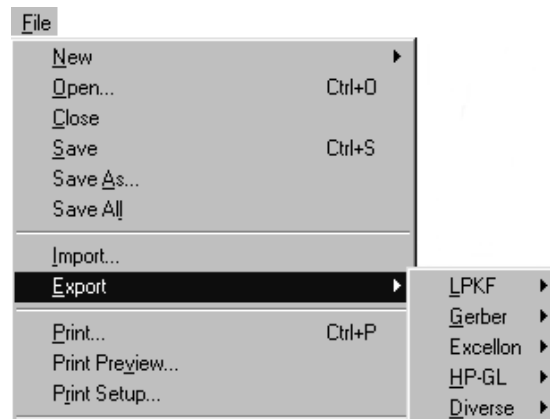 File
New
Open... Ctrl+O
Close
Save Ctrl+S
Save As...
Save All
Import...
Export
Print... Ctrl+P
Print Preview...
Print Setup...
LPKF
Gerber
Excellon
HP-GL
Diverse